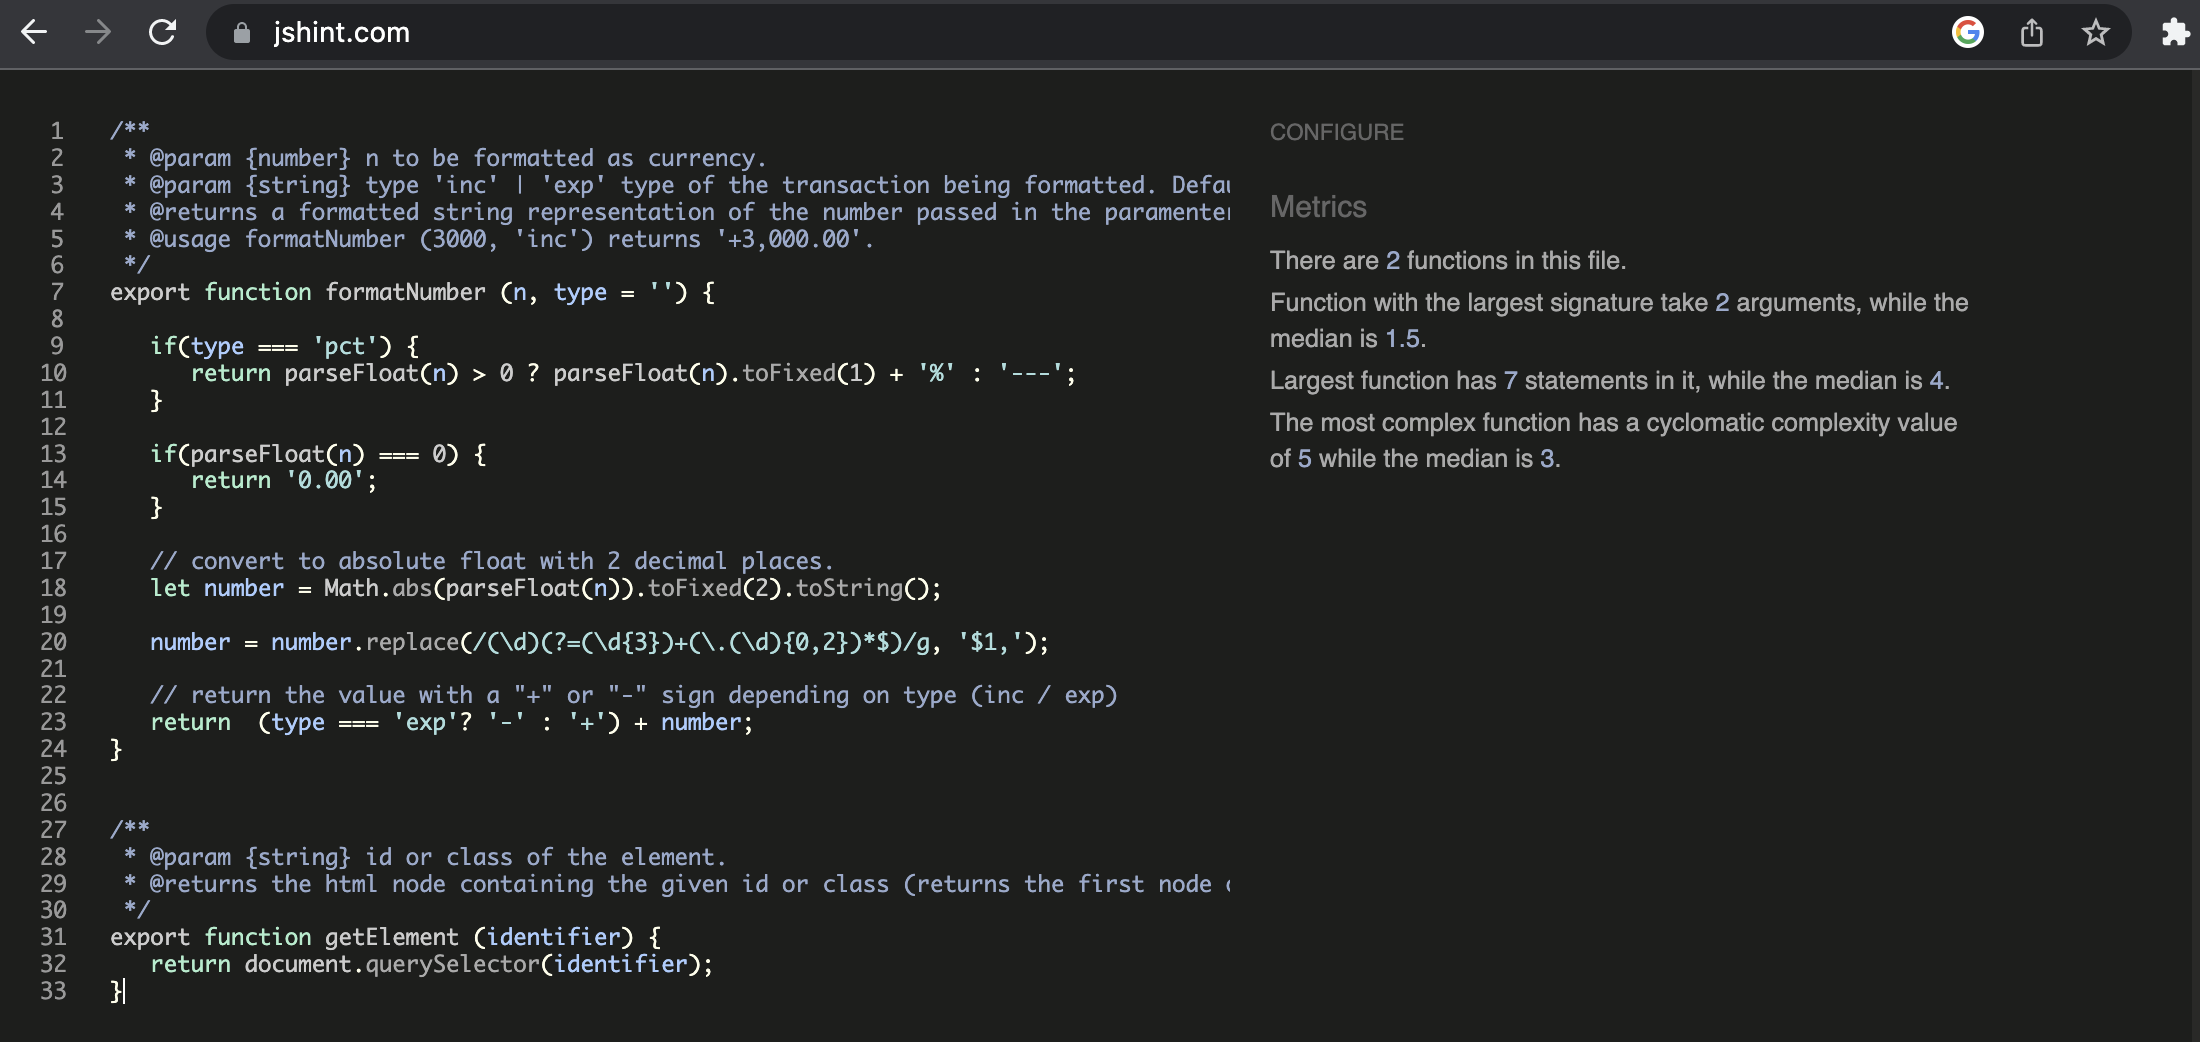 jshint.com
1 /**
2 * @param {number} n to be formatted as currency.
3 * @param {string} type 'inc' | 'exp' type of the transaction being formatted.
4 * @returns a formatted string representation of the number passed in the
5 * @usage formatNumber (3000, 'inc') returns '+3,000.00'.
6 */
7 export function formatNumber (n, type = '') {
8
9 if(type === 'pct') {
10 return parseFloat(n) > 0 ? parseFloat(n).toFixed(1) + '%' : '---';
11 }
12
13 if(parseFloat(n) === 0) {
14 return '0.00';
15 }
16
17 // convert to absolute float with 2 decimal places.
18 let number = Math.abs(parseFloat(n)).toFixed(2).toString();
19
20 number = number.replace(/(\d)(?=(\d{3})+(\.(\d){0,2})*$)/g, '$1,');
21
22 // return the value with a "+" or "-" sign depending on type (inc / exp)
23 return (type === 'exp'? '-' : '+') + number;
24 }
25
26
27 /**
28 * @param {string} id or class of the element.
29 * @returns the html node containing the given id or class (returns the first node
30 */
31 export function getElement (identifier) {
32 return document.querySelector(identifier);
33 }
CONFIGURE
Metrics
There are 2 functions in this file.
Function with the largest signature take 2 arguments, while the
median is 1.5.
Largest function has 7 statements in it, while the median is 4.
The most complex function has a cyclomatic complexity value
of 5 while the median is 3.